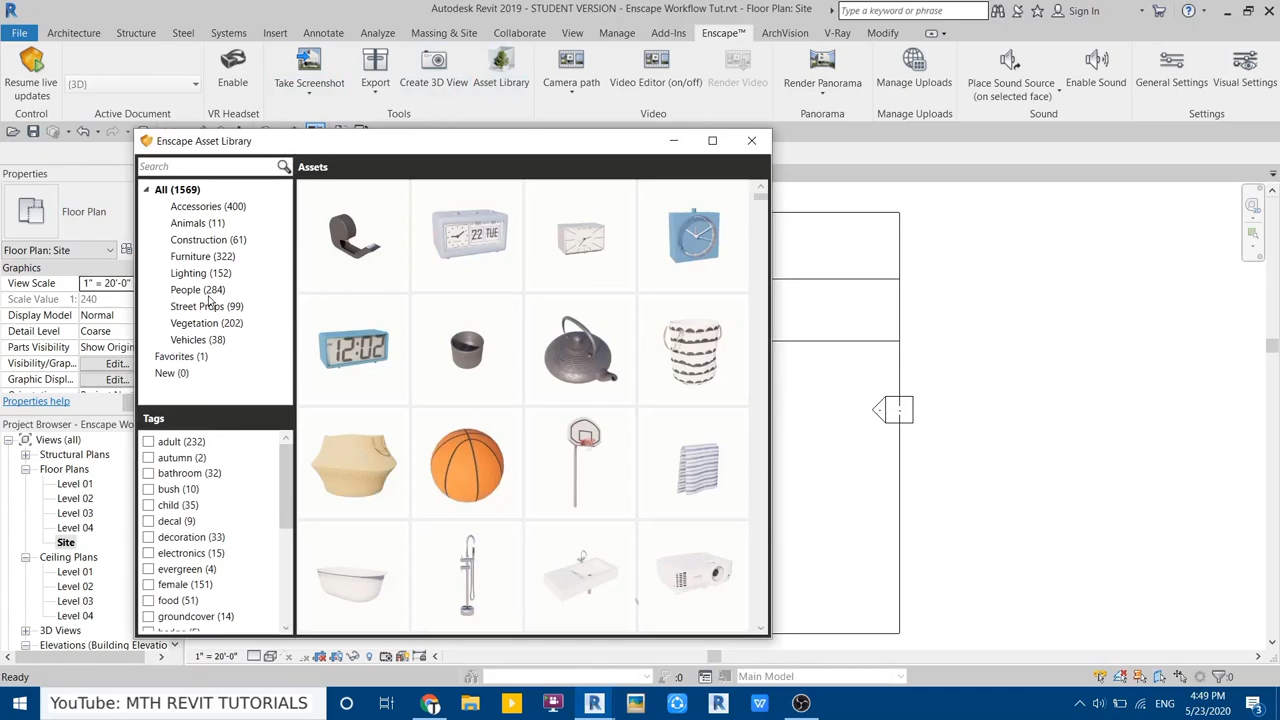 Autodesk Revit 2019 - STUDENT VERSION - Enscape Workflow Tut.rvt - Floor Plan: Site
Type a keyword or phrase
Sign In
File Architecture Structure Steel Systems Insert Annotate Analyze Massing & Site Collaborate View Manage Add-Ins Enscape™ ArchVision V-Ray Modify
Resume live updates
{3D}
Enable
Take Screenshot
Export
Create 3D View
Asset Library
Camera path
Video Editor (on/off)
Render Video
Render Panorama
Manage Uploads
Place Sound Source (on selected face)
Enable Sound
General Settings
Visual Settings
Control Active Document VR Headset Tools Video Panorama Uploads Sound Settings
Enscape Asset Library
Search
Assets
All (1569)
Accessories (400)
Animals (11)
Construction (61)
Furniture (322)
Lighting (152)
People (284)
Street Props (99)
Vegetation (202)
Vehicles (38)
Favorites (1)
New (0)
Tags
adult (232)
autumn (2)
bathroom (32)
bush (10)
child (35)
decal (9)
decoration (33)
electronics (15)
evergreen (4)
female (151)
food (51)
groundcover (14)
22 TUE
12:02
Properties
Floor Plan
Floor Plan: Site
Graphics
View Scale 1" = 20'-0"
Scale Value 1: 240
Display Model Normal
Detail Level Coarse
Parts Visibility Show Origin
Visibility/Grap... Edit...
Graphic Displ... Edit...
Properties help
Project Browser - Enscape Wo
Views (all)
Structural Plans
Floor Plans
Level 01
Level 02
Level 03
Level 04
Site
Ceiling Plans
Level 01
Level 02
Level 03
Level 04
3D Views
Elevations (Building Elevatio
1" = 20'-0"
Ready
:0
Main Model
:0
YouTube: MTH REVIT TUTORIALS
4:49 PM
5/23/2020
3